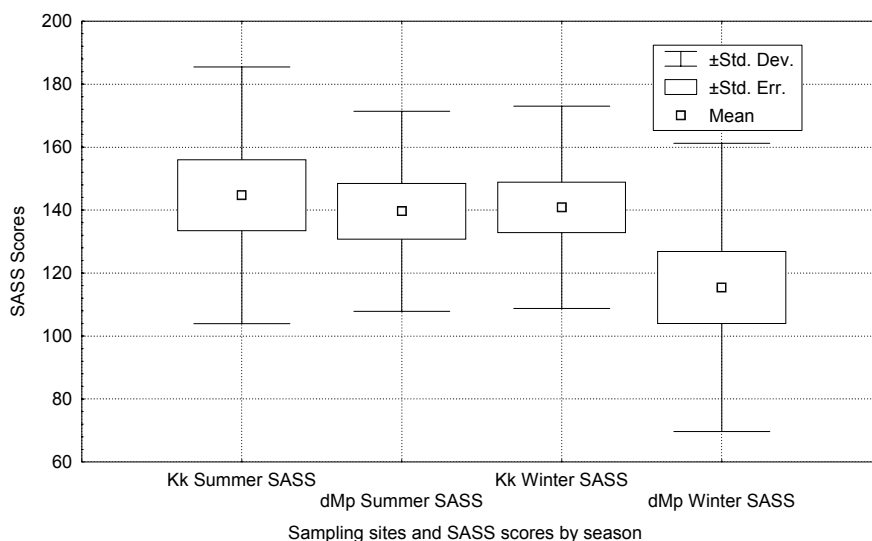 200
180
160
140
120
100
80
60
SASS Scores
±Std. Dev.
±Std. Err.
Mean
Kk Summer SASS
dMp Summer SASS
Kk Winter SASS
dMp Winter SASS
Sampling sites and SASS scores by season